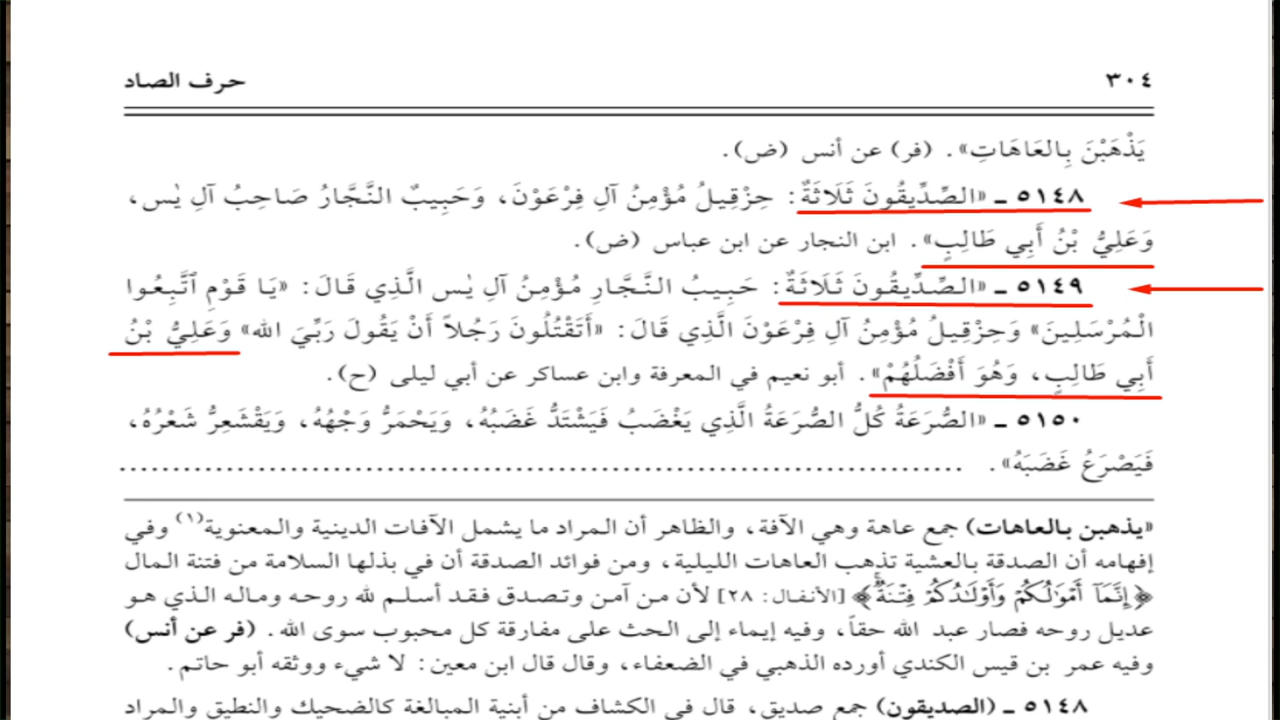 ٣٠٤ حرف الصاد
يَذْهَبْنَ بِالعَاهَاتِ». (فر) عن أنس (ض).
٥١٤٨ ـ «الصِّدِّيقُونَ ثَلَاثَةٌ: حِزْقِيلُ مُؤْمِنُ آلِ فِرْعَوْنَ، وَحَبِيبٌ النَّجَّارُ صَاحِبُ آلِ يٰس،
وَعَلِيُّ بْنُ أَبِي طَالِبٍ». ابن النجار عن ابن عباس (ض).
٥١٤٩ ـ «الصِّدِّيقُونَ ثَلَاثَةٌ: حَبِيبُ النَّجَّارِ مُؤْمِنُ آلِ يٰس الَّذِي قَالَ: «يَا قَوْمِ ٱتَّبِعُوا
الْمُرْسَلِينَ» وَحِزْقِيلُ مُؤْمِنُ آلِ فِرْعَوْنَ الَّذِي قَالَ: «أَتَقْتُلُونَ رَجُلاً أَنْ يَقُولَ رَبِّيَ الله» وَعَلِيُّ بْنُ
أَبِي طَالِبٍ، وَهُوَ أَفْضَلُهُمْ». أبو نعيم في المعرفة وابن عساكر عن أبي ليلى (ح).
٥١٥٠ ـ «الصُّرَعَةُ كُلُّ الصُّرَعَةُ الَّذِي يَغْضَبُ فَيَشْتَدُّ غَضَبُهُ، وَيَحْمَرُّ وَجْهُهُ، وَيَقْشَعِرُّ شَعْرُهُ،
فَيَصْرَعُ غَضَبَهُ». ................................................................................
«يذهبن بالعاهات) جمع عاهة وهي الآفة، والظاهر أن المراد ما يشمل الآفات الدينية والمعنوية(١) وفي
إفهامه أن الصدقة بالعشية تذهب العاهات الليلية، ومن فوائد الصدقة أن في بذلها السلامة من فتنة المال
﴿إِنَّمَآ أَمْوَٰلُكُمْ وَأَوْلَٰدُكُمْ فِتْنَةٌ﴾ [الأنفال: ٢٨] لأن من آمن وتصدق فقد أسلم لله روحه وماله الذي هو
عديل روحه فصار عبد الله حقاً، وفيه إيماء إلى الحث على مفارقة كل محبوب سوى الله. (فر عن أنس)
وفيه عمر بن قيس الكندي أورده الذهبي في الضعفاء، وقال قال ابن معين: لا شيء ووثقه أبو حاتم.
٥١٤٨ ـ (الصديقون) جمع صديق، قال في الكشاف من أبنية المبالغة كالضحيك والنطيق والمراد